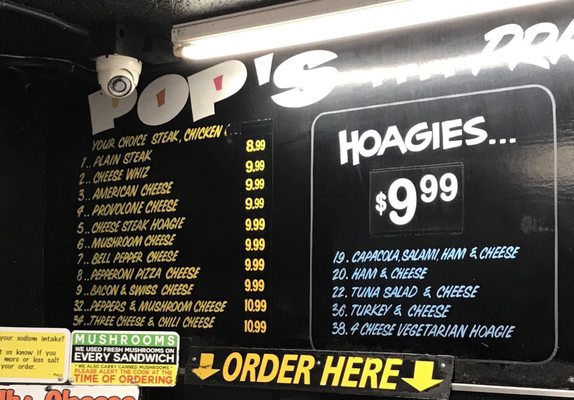 POP'S
YOUR CHOICE STEAK, CHICKEN
1.. PLAIN STEAK 8.99
2.. CHEESE WHIZ 9.99
3.. AMERICAN CHEESE 9.99
4.. PROVOLONE CHEESE 9.99
5.. CHEESE STEAK HOAGIE 9.99
6.. MUSHROOM CHEESE 9.99
7.. BELL PEPPER CHEESE 9.99
8.. PEPPERONI PIZZA CHEESE 9.99
9.. BACON & SWISS CHEESE 9.99
32.. PEPPERS & MUSHROOM CHEESE 10.99
34.. THREE CHEESE & CHILI CHEESE 10.99
HOAGIES...
$9.99
19. CAPACOLA, SALAMI, HAM & CHEESE
20. HAM & CHEESE
22. TUNA SALAD & CHEESE
36. TURKEY & CHEESE
38. 4 CHEESE VEGETARIAN HOAGIE
your sodium intake?
us know if you
more or less salt
your order.
MUSHROOMS
WE USED FRESH MUSHROOMS ON
EVERY SANDWICH
* WE ALSO CARRY CANNED MUSHROOMS *
PLEASE ALERT THE COOK AT THE
TIME OF ORDERING
ORDER HERE